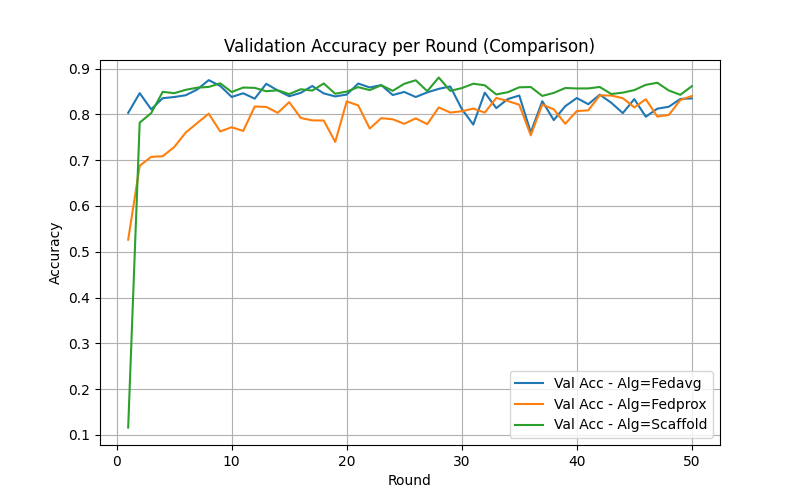 Validation Accuracy per Round (Comparison)
0.9
0.8
0.7
0.6
0.5
0.4
0.3
0.2
0.1
Accuracy
Val Acc - Alg=Fedavg
Val Acc - Alg=Fedprox
Val Acc - Alg=Scaffold
0 10 20 30 40 50
Round